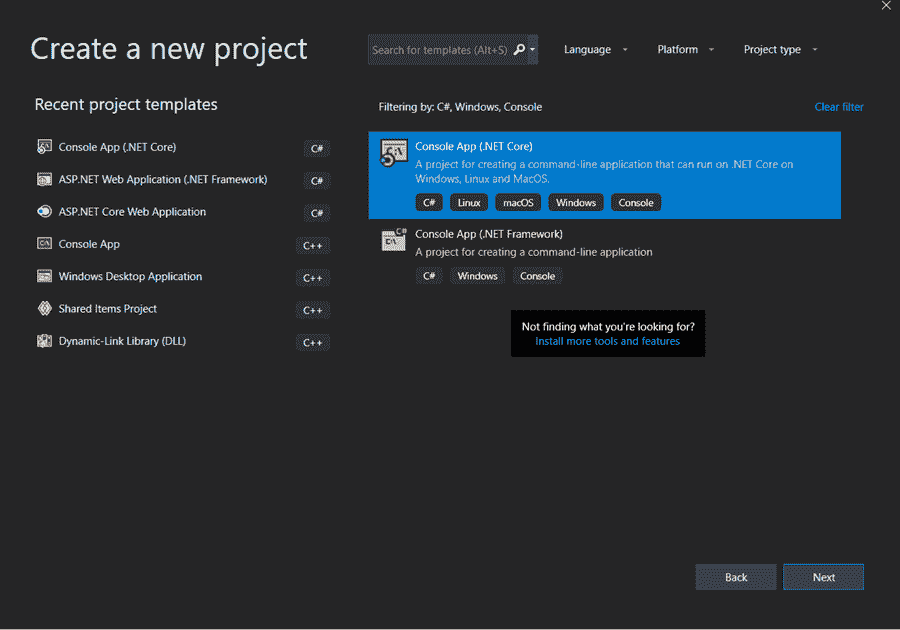 Create a new project
Search for templates (Alt+S)
Language
Platform
Project type
Recent project templates
Filtering by: C#, Windows, Console
Clear filter
Console App (.NET Core)
C#
ASP.NET Web Application (.NET Framework)
C#
ASP.NET Core Web Application
C#
Console App
C++
Windows Desktop Application
C++
Shared Items Project
C++
Dynamic-Link Library (DLL)
C++
Console App (.NET Core)
A project for creating a command-line application that can run on .NET Core on
Windows, Linux and MacOS.
C#
Linux
macOS
Windows
Console
Console App (.NET Framework)
A project for creating a command-line application
C#
Windows
Console
Not finding what you're looking for?
Install more tools and features
Back
Next